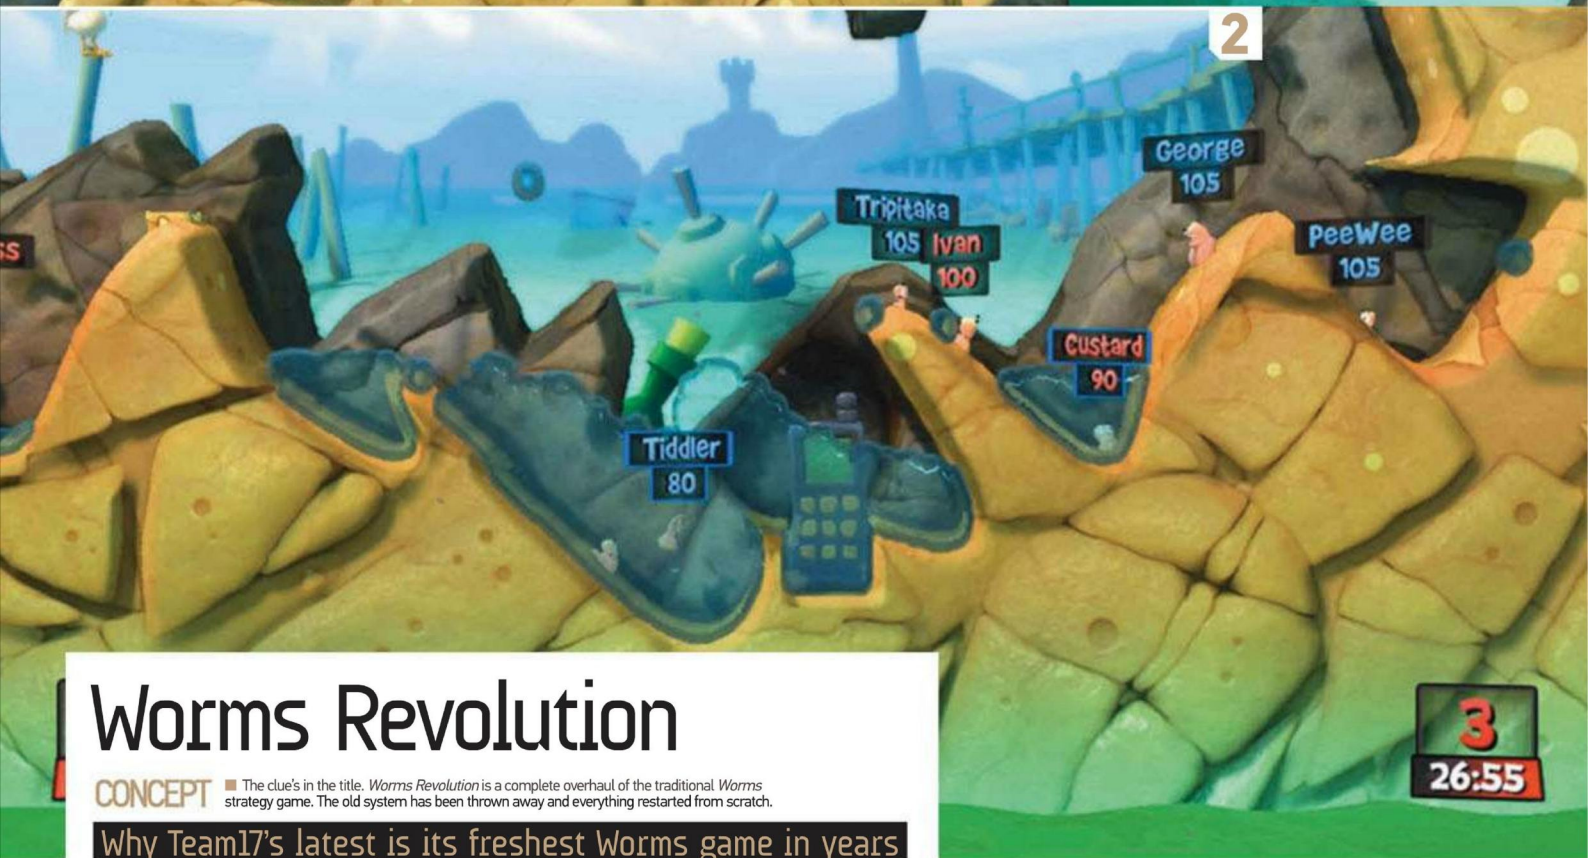 2
George
105
Tripitaka
105 Ivan
100
PeeWee
105
ss
Custard
90
Tiddler
80
Worms Revolution
CONCEPT ■ The clue's in the title. Worms Revolution is a complete overhaul of the traditional Worms
strategy game. The old system has been thrown away and everything restarted from scratch.
3
26:55
Why Team17's latest is its freshest Worms game in years